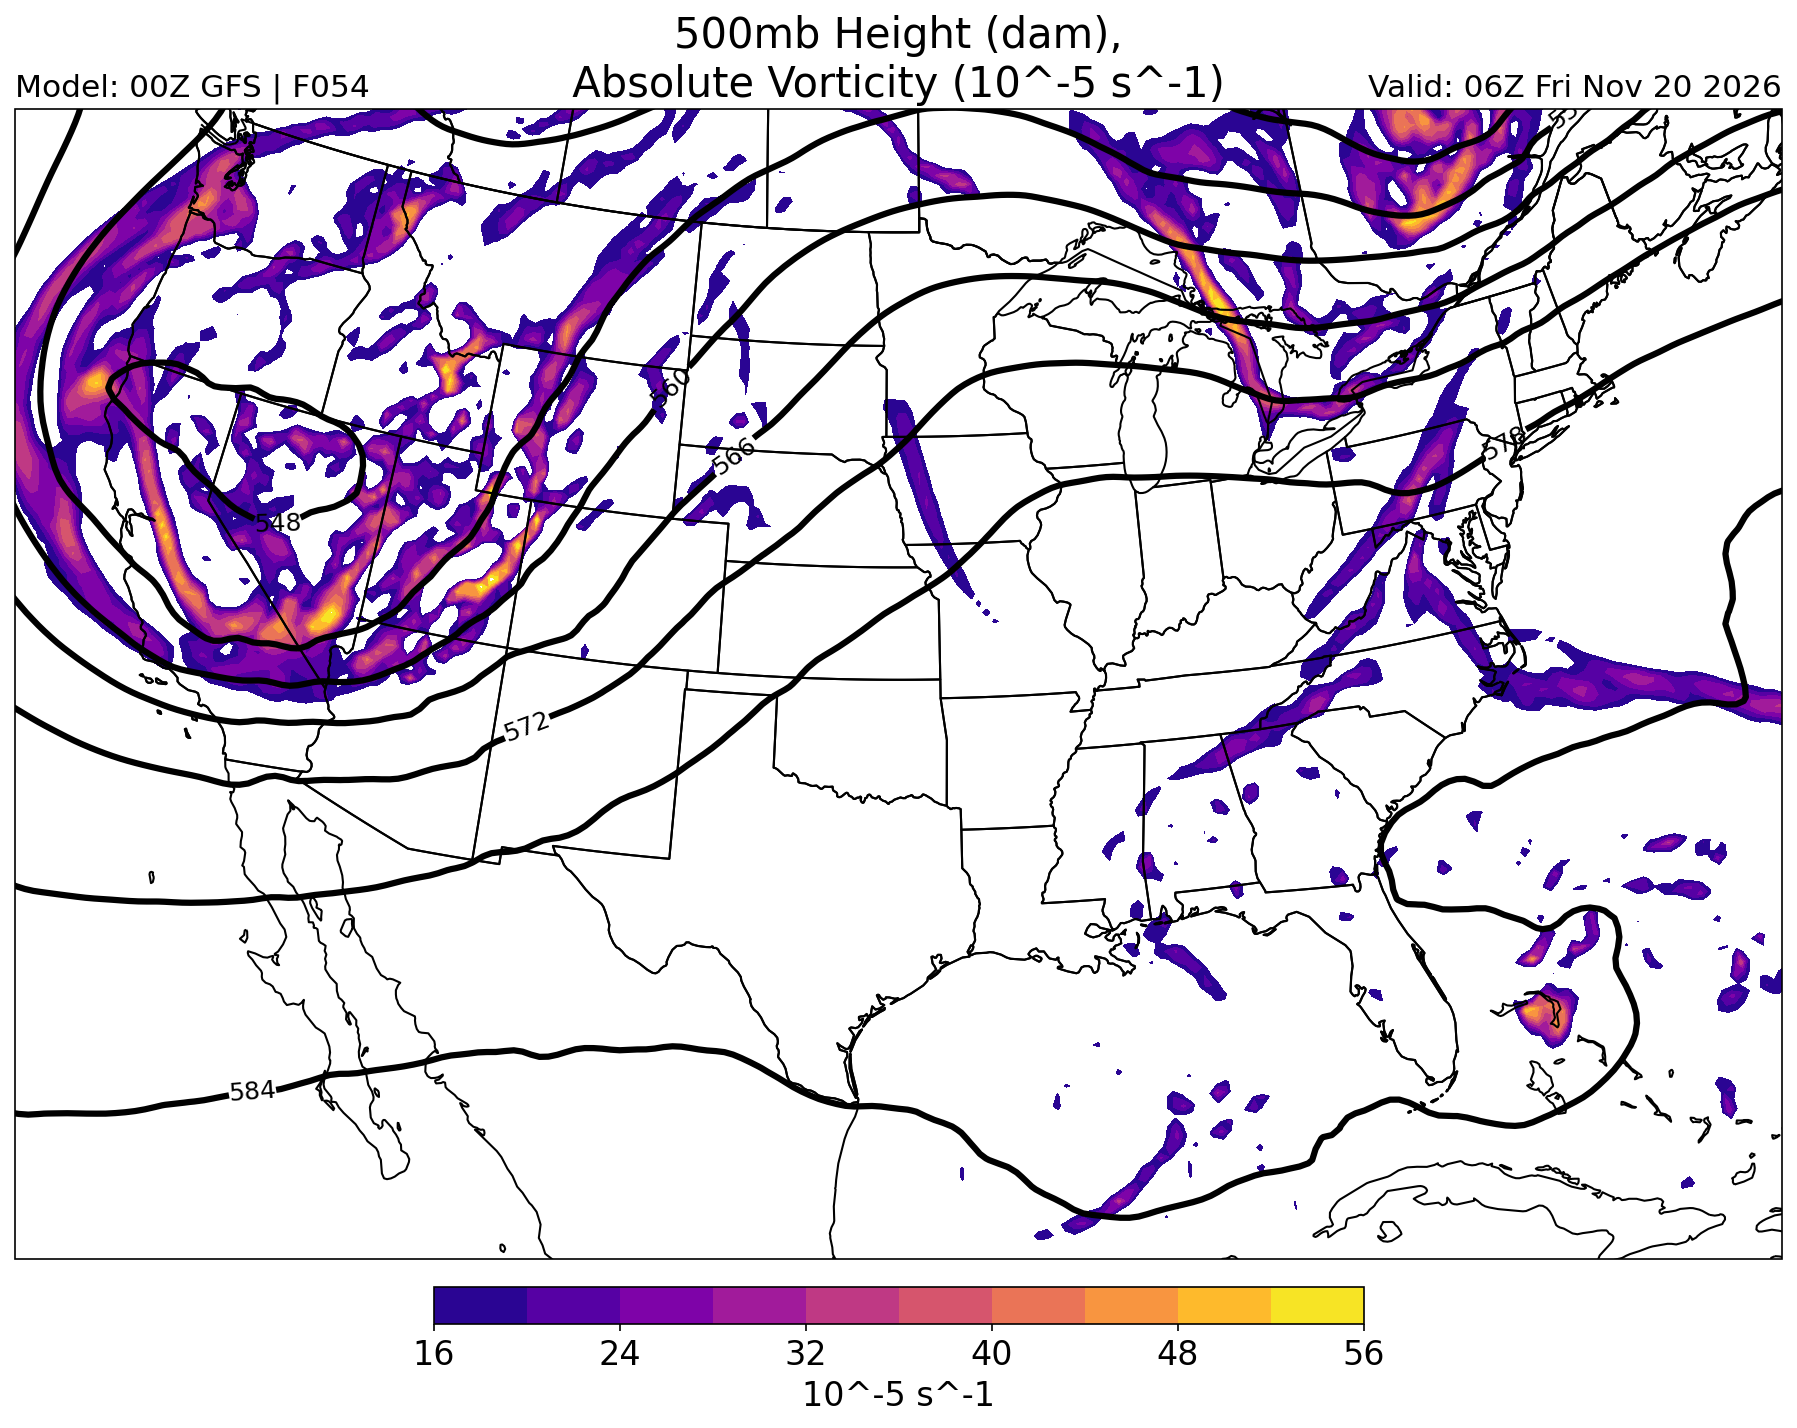 500mb Height (dam),
Absolute Vorticity (10^-5 s^-1)
Model: 00Z GFS | F054
Valid: 06Z Fri Nov 20 2026
560
566
578
548
572
584
16 24 32 40 48 56
10^-5 s^-1